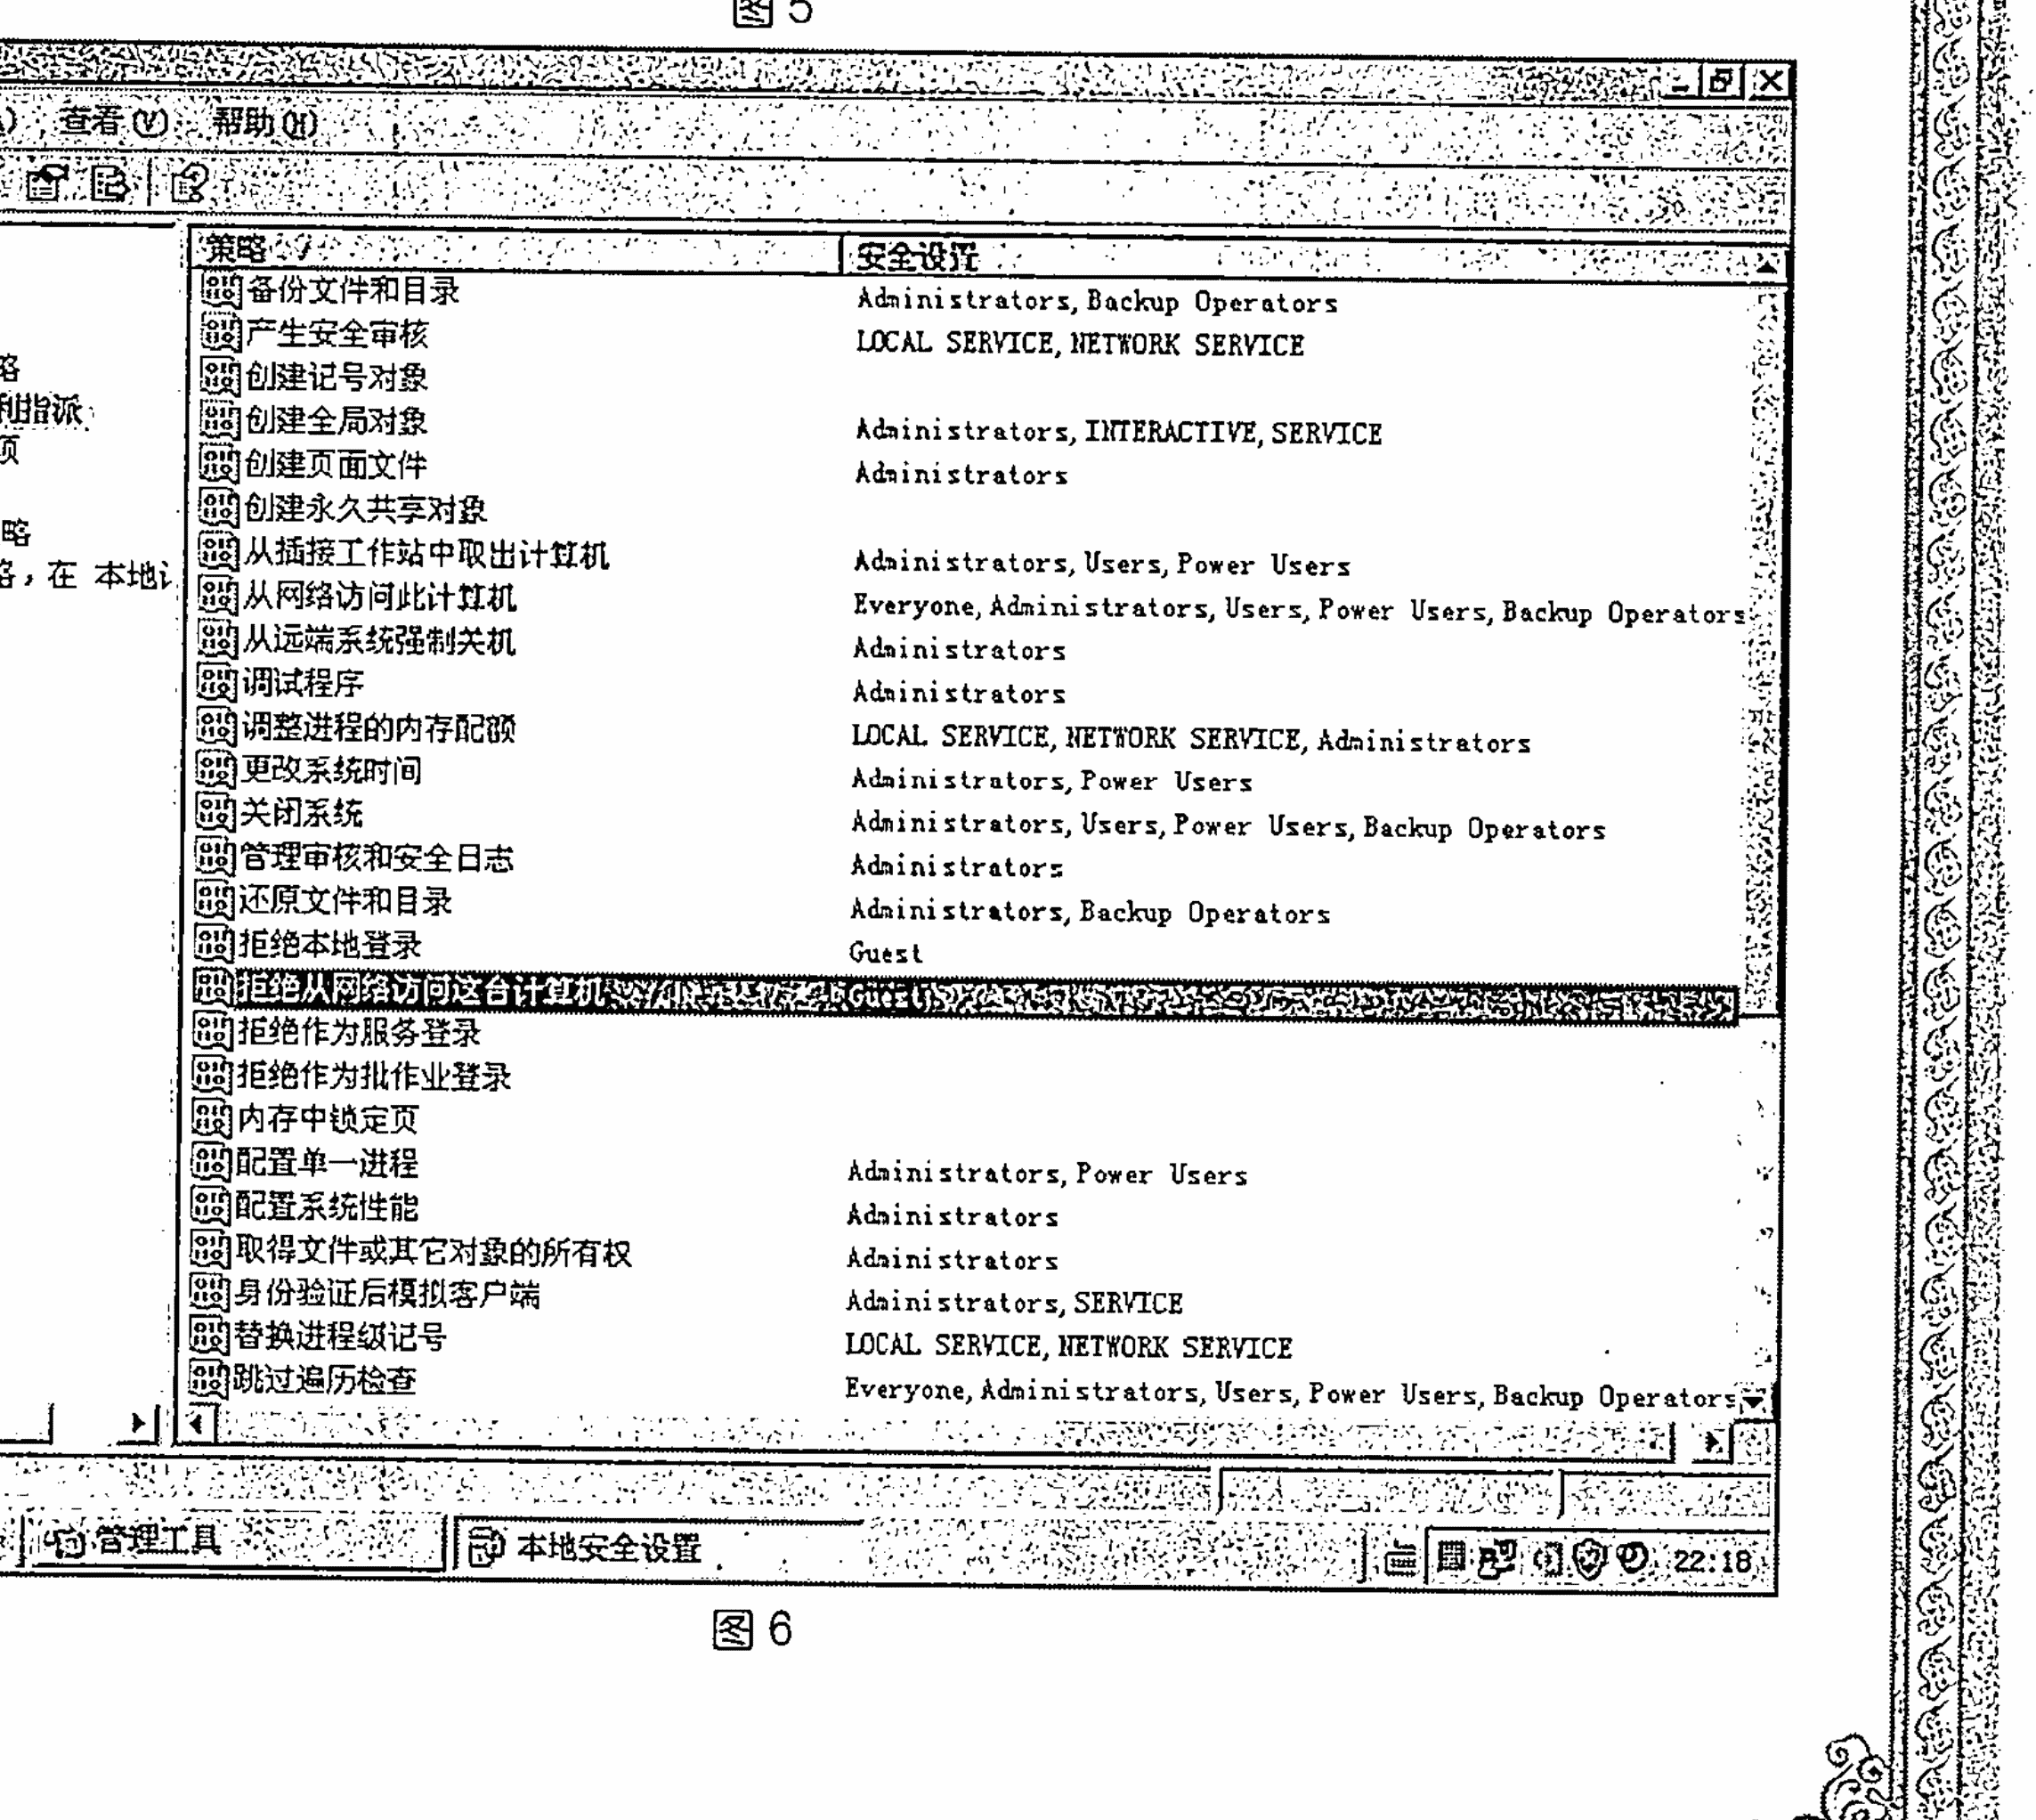 图 5
查看(V) 帮助(H)
策略 安全设置
备份文件和目录 Administrators, Backup Operators
产生安全审核 LOCAL SERVICE, NETWORK SERVICE
创建记号对象
创建全局对象 Administrators, INTERACTIVE, SERVICE
创建页面文件 Administrators
创建永久共享对象
从插接工作站中取出计算机 Administrators, Users, Power Users
从网络访问此计算机 Everyone, Administrators, Users, Power Users, Backup Operators
从远端系统强制关机 Administrators
调试程序 Administrators
调整进程的内存配额 LOCAL SERVICE, NETWORK SERVICE, Administrators
更改系统时间 Administrators, Power Users
关闭系统 Administrators, Users, Power Users, Backup Operators
管理审核和安全日志 Administrators
还原文件和目录 Administrators, Backup Operators
拒绝本地登录 Guest
拒绝从网络访问这台计算机 Guest
拒绝作为服务登录
拒绝作为批作业登录
内存中锁定页
配置单一进程 Administrators, Power Users
配置系统性能 Administrators
取得文件或其它对象的所有权 Administrators
身份验证后模拟客户端 Administrators, SERVICE
替换进程级记号 LOCAL SERVICE, NETWORK SERVICE
跳过遍历检查 Everyone, Administrators, Users, Power Users, Backup Operators
略
利指派
项
略
略，在 本地计
管理工具 本地安全设置 22:18
图 6